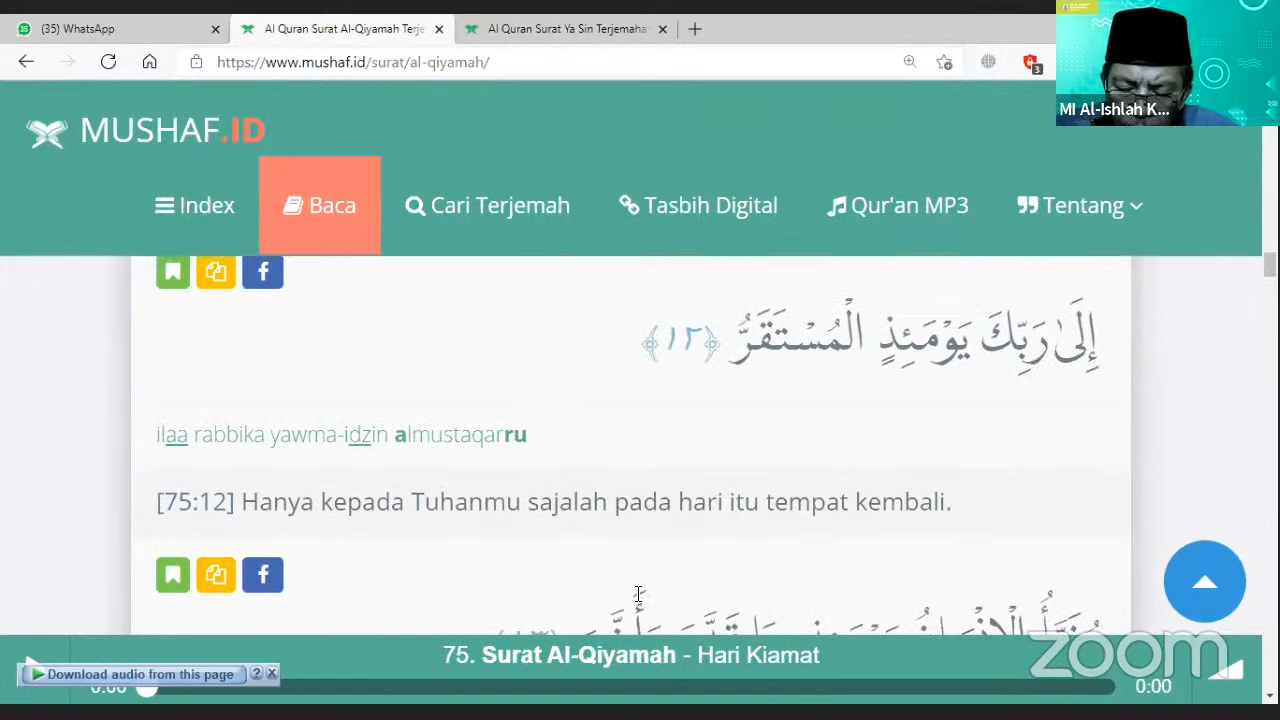 (35) WhatsApp
Al Quran Surat Al-Qiyamah Terje
Al Quran Surat Ya Sin Terjemaha
https://www.mushaf.id/surat/al-qiyamah/
3
MI Al-Ishlah K...
MUSHAF.ID
Index
Baca
Cari Terjemah
Tasbih Digital
Qur'an MP3
Tentang
إِلَىٰ رَبِّكَ يَوْمَئِذٍ الْمُسْتَقَرُّ ﴿١٢﴾
ilaa rabbika yawma-idzin almustaqarru
[75:12] Hanya kepada Tuhanmu sajalah pada hari itu tempat kembali.
75. Surat Al-Qiyamah - Hari Kiamat
zoom
Download audio from this page
0:00
0:00